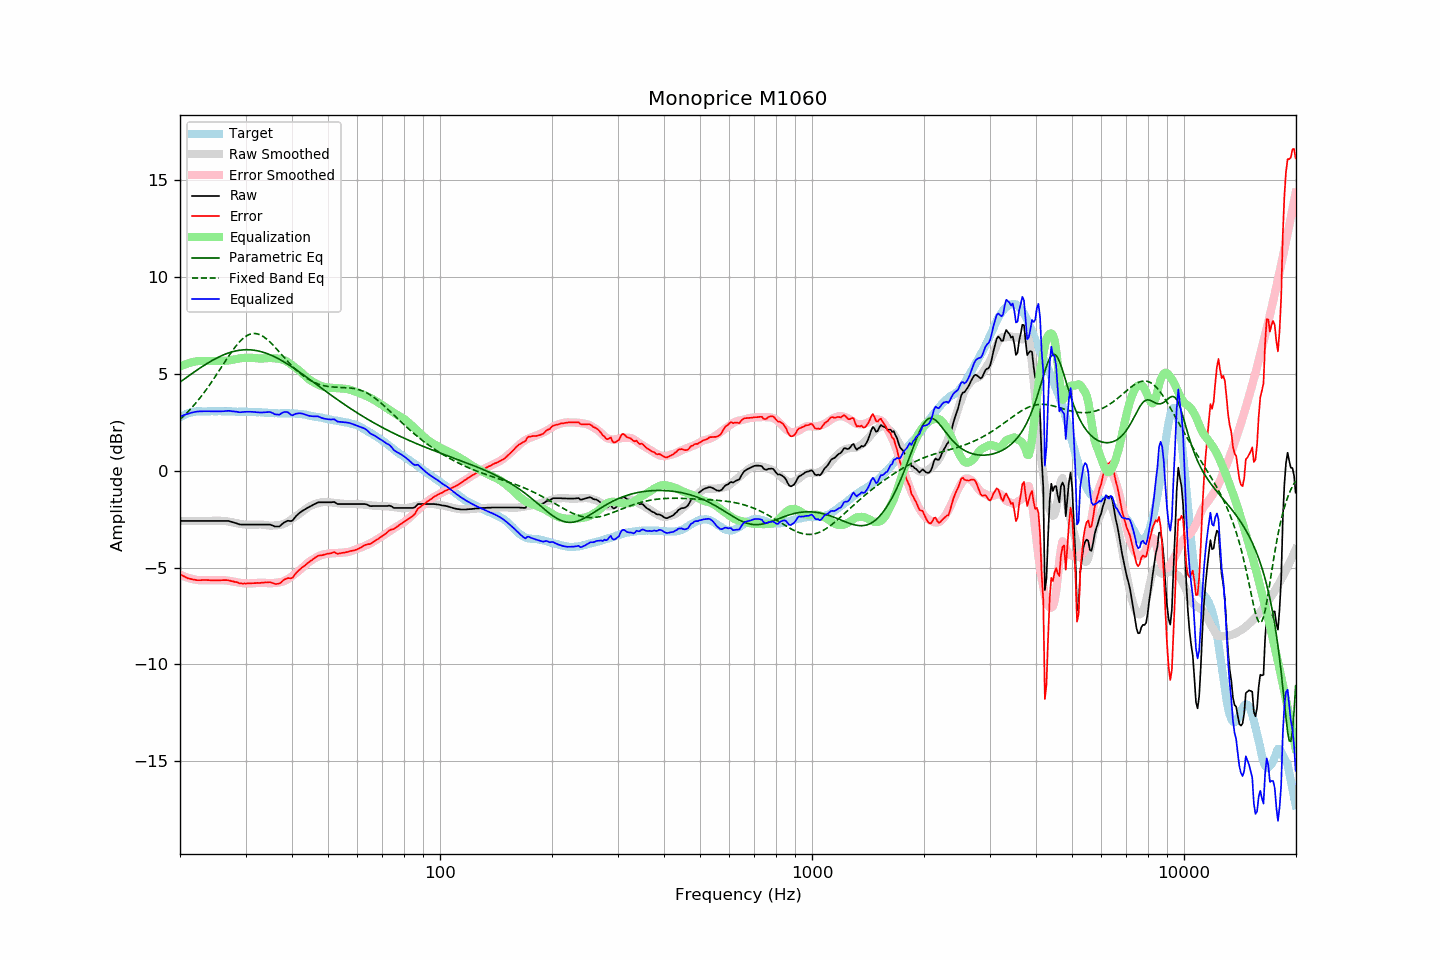 Monoprice M1060
Target
Raw Smoothed
Error Smoothed
Raw
Error
Equalization
Parametric Eq
Fixed Band Eq
Equalized
15
10
5
0
−5
−10
−15
Amplitude (dBr)
100
1000
10000
Frequency (Hz)